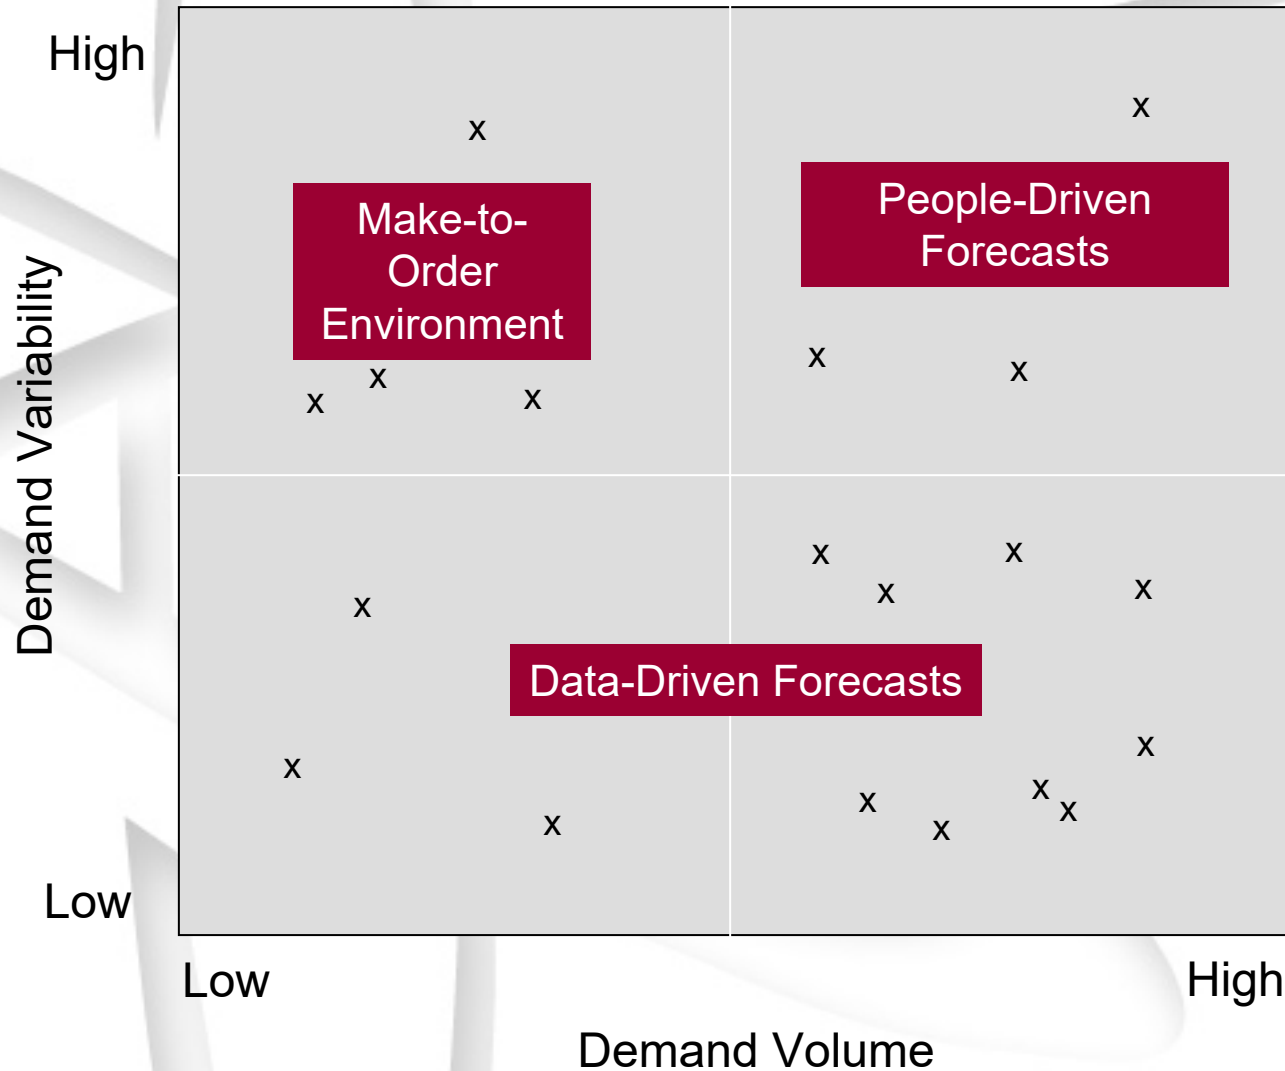 High
x
x
Make-to-
Order
Environment
People-Driven
Forecasts
x
x
x
x
x
Demand Variability
x
x
x
x
x
Data-Driven Forecasts
x
x
x
x
x
x
x
x
Low
Low
High
Demand Volume